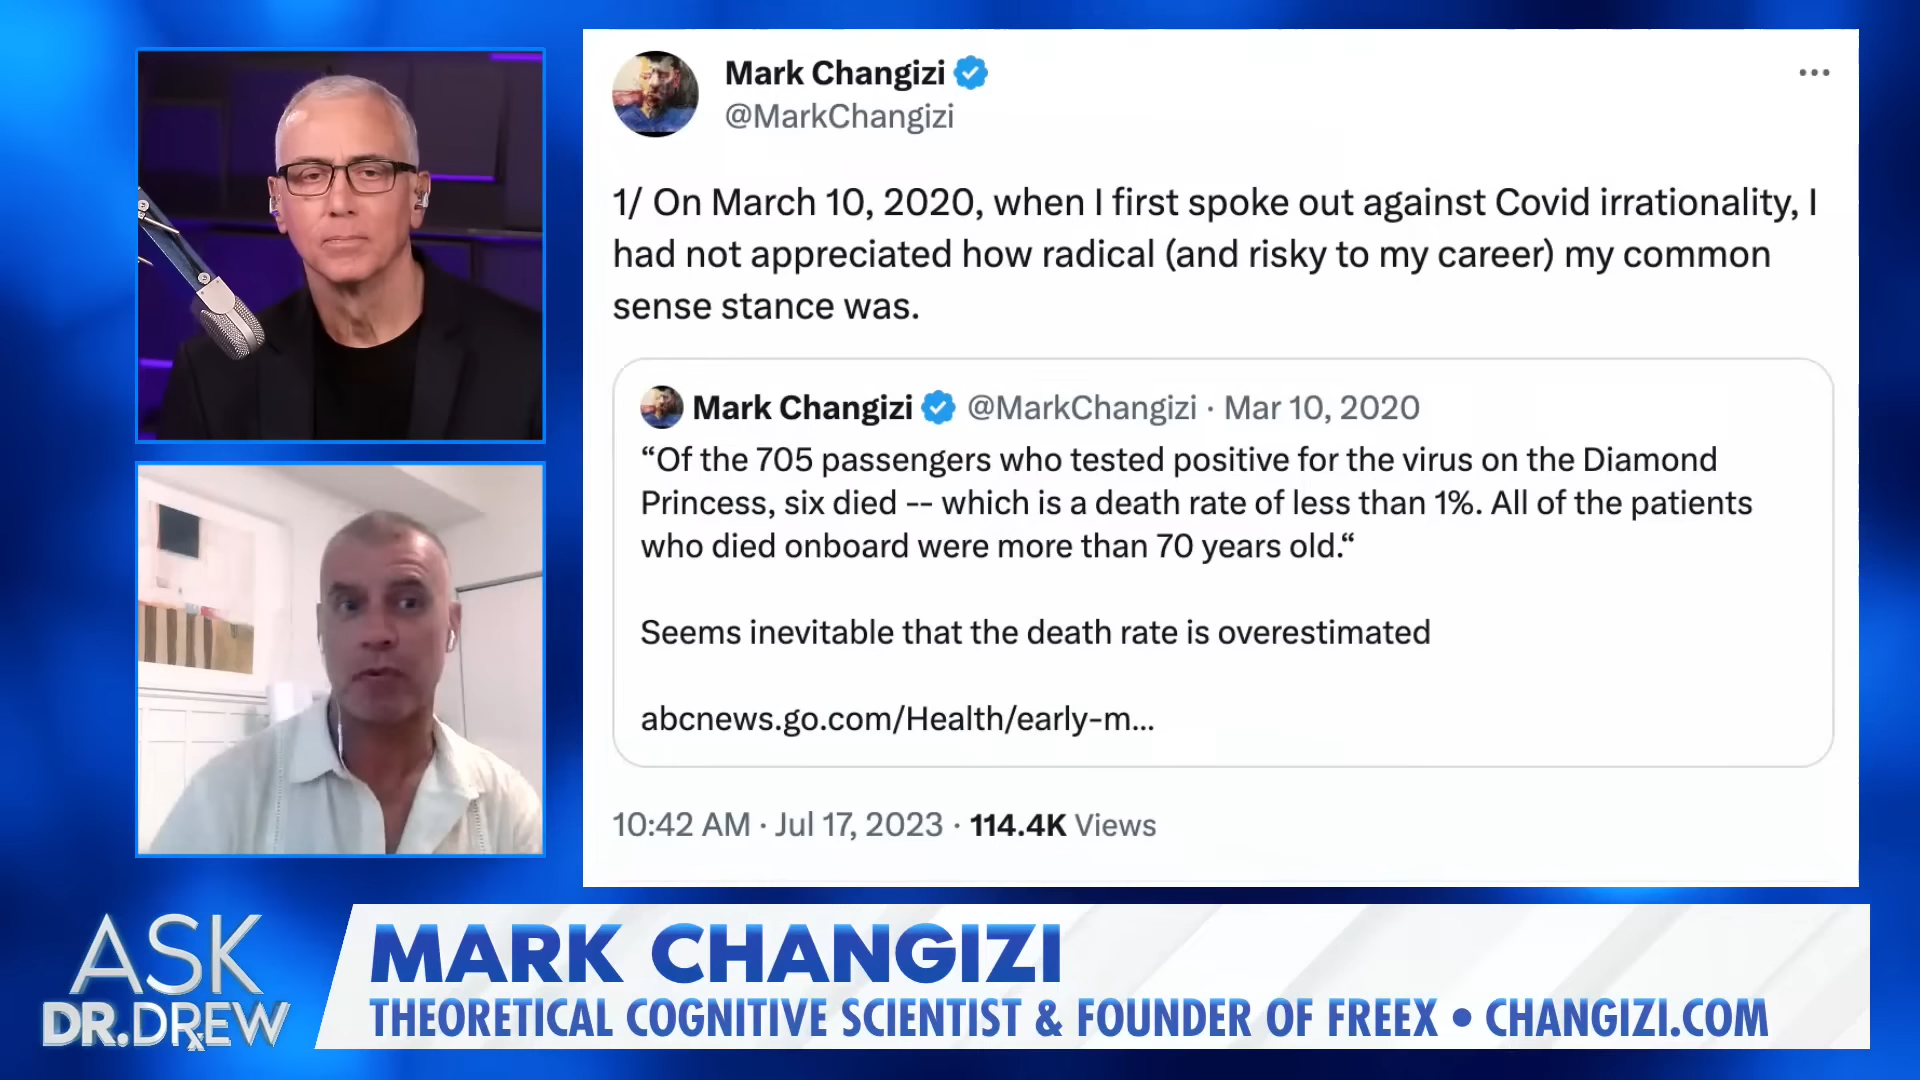 Mark Changizi
@MarkChangizi
1/ On March 10, 2020, when I first spoke out against Covid irrationality, I
had not appreciated how radical (and risky to my career) my common
sense stance was.
Mark Changizi @MarkChangizi · Mar 10, 2020
“Of the 705 passengers who tested positive for the virus on the Diamond
Princess, six died -- which is a death rate of less than 1%. All of the patients
who died onboard were more than 70 years old.“
Seems inevitable that the death rate is overestimated
abcnews.go.com/Health/early-m...
10:42 AM · Jul 17, 2023 · 114.4K Views
ASK
DR.DREW
MARK CHANGIZI
THEORETICAL COGNITIVE SCIENTIST & FOUNDER OF FREEX • CHANGIZI.COM